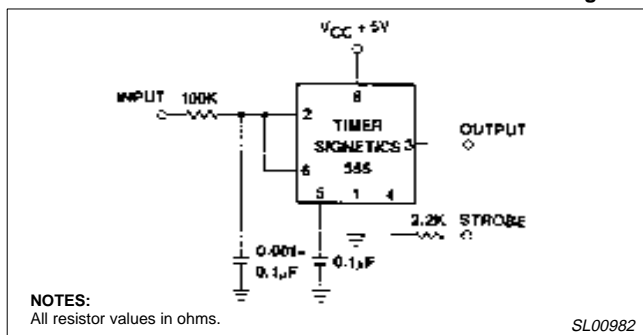 VCC + 5V
INPUT 100K
8
2 TIMER
SIGNETICS 3 OUTPUT
6 555
5 1 4
2.2K STROBE
0.001-
0.1µF 0.1µF
NOTES:
All resistor values in ohms.
SL00982